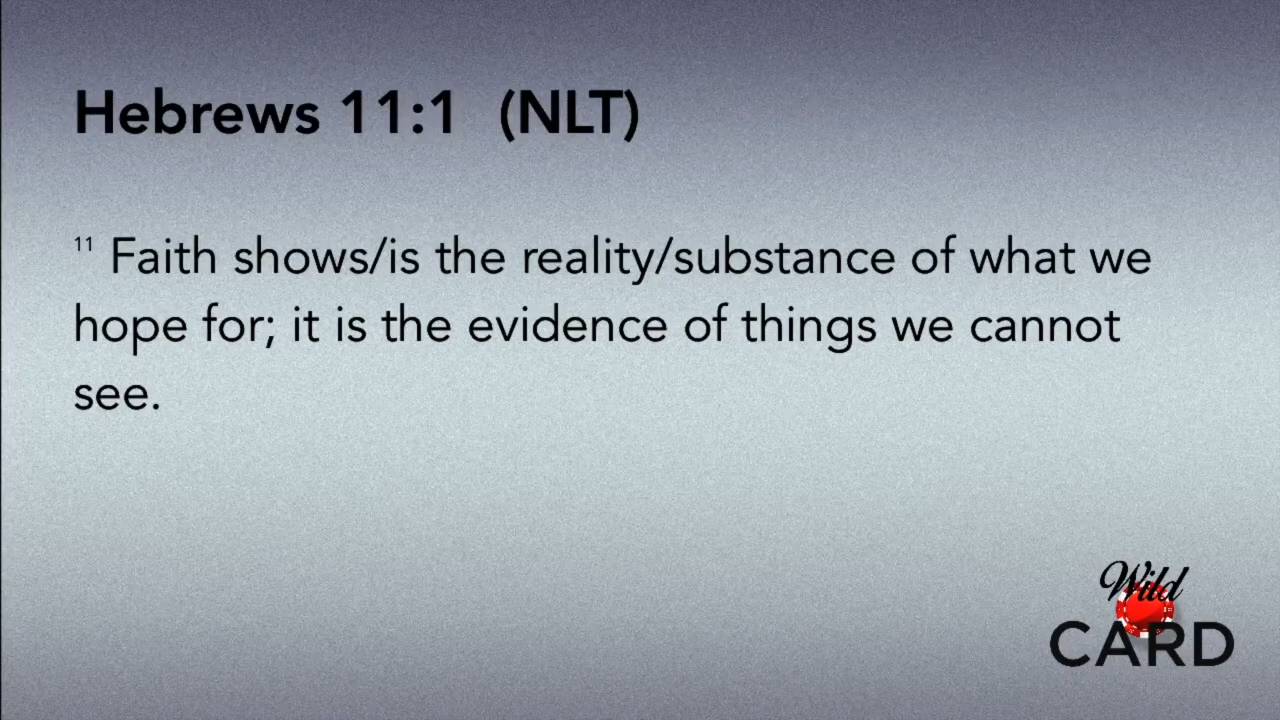 Hebrews 11:1 (NLT)
11 Faith shows/is the reality/substance of what we
hope for; it is the evidence of things we cannot
see.
Wild
CARD